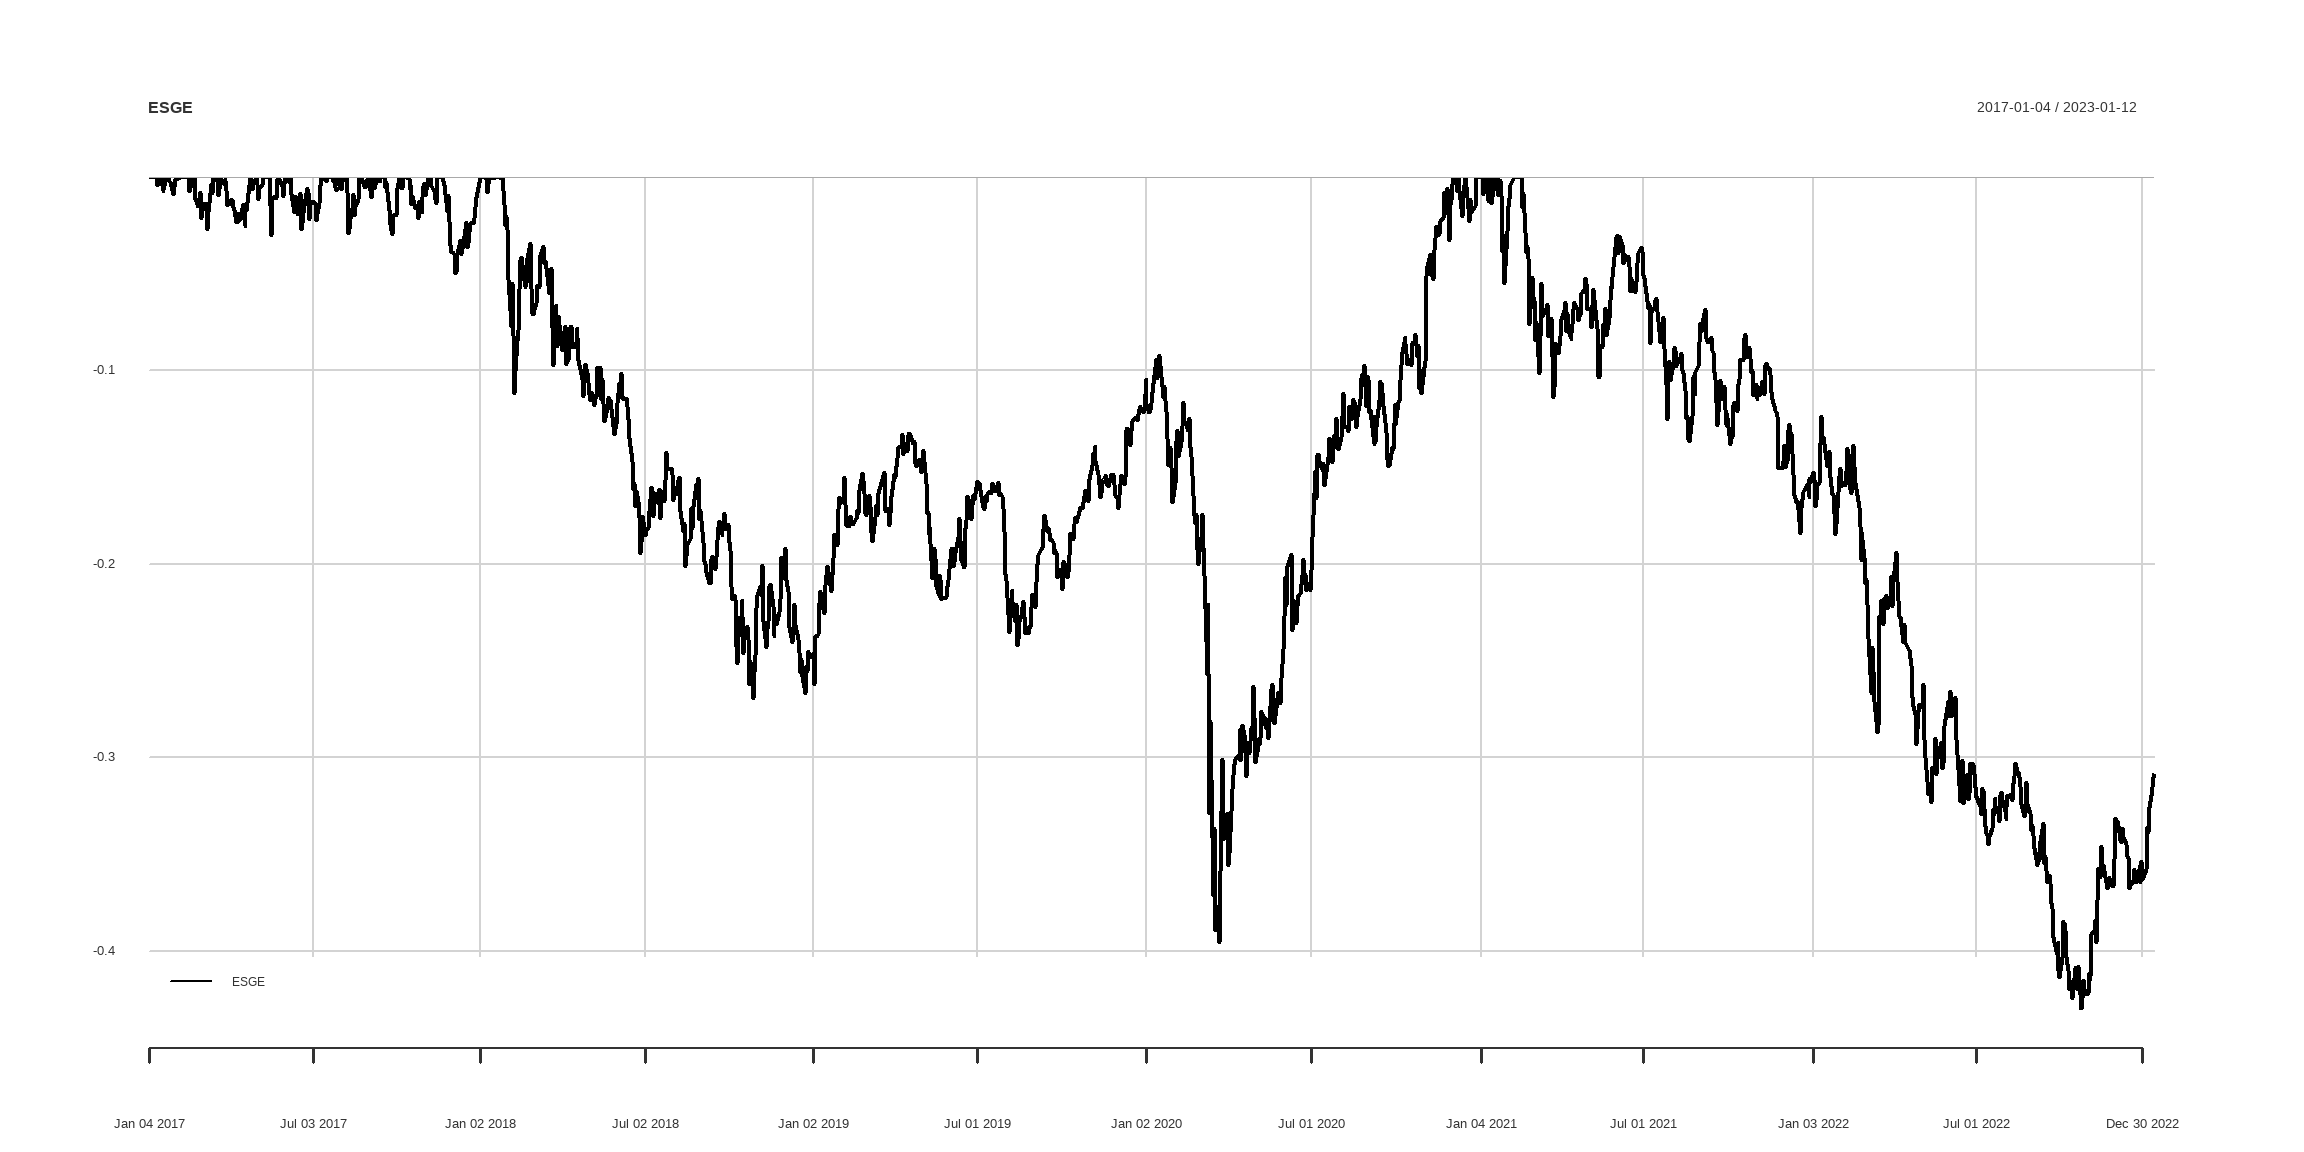 ESGE
2017-01-04 / 2023-01-12
-0.1
-0.2
-0.3
-0.4
ESGE
Jan 04 2017
Jul 03 2017
Jan 02 2018
Jul 02 2018
Jan 02 2019
Jul 01 2019
Jan 02 2020
Jul 01 2020
Jan 04 2021
Jul 01 2021
Jan 03 2022
Jul 01 2022
Dec 30 2022